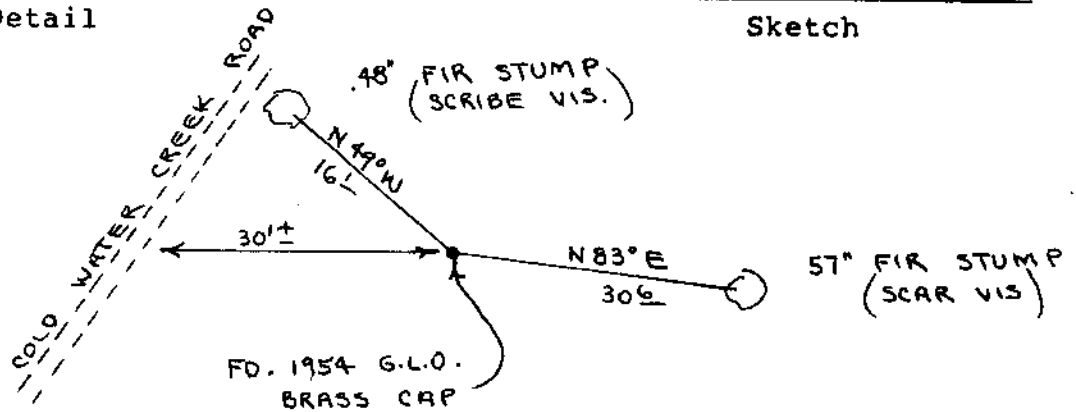 Detail
Sketch
COLD WATER CREEK ROAD
48" FIR STUMP
(SCRIBE VIS.)
N 49° W
16'
30'±
N 83° E
306
57" FIR STUMP
(SCAR VIS)
FD. 1954 G.L.O.
BRASS CAP